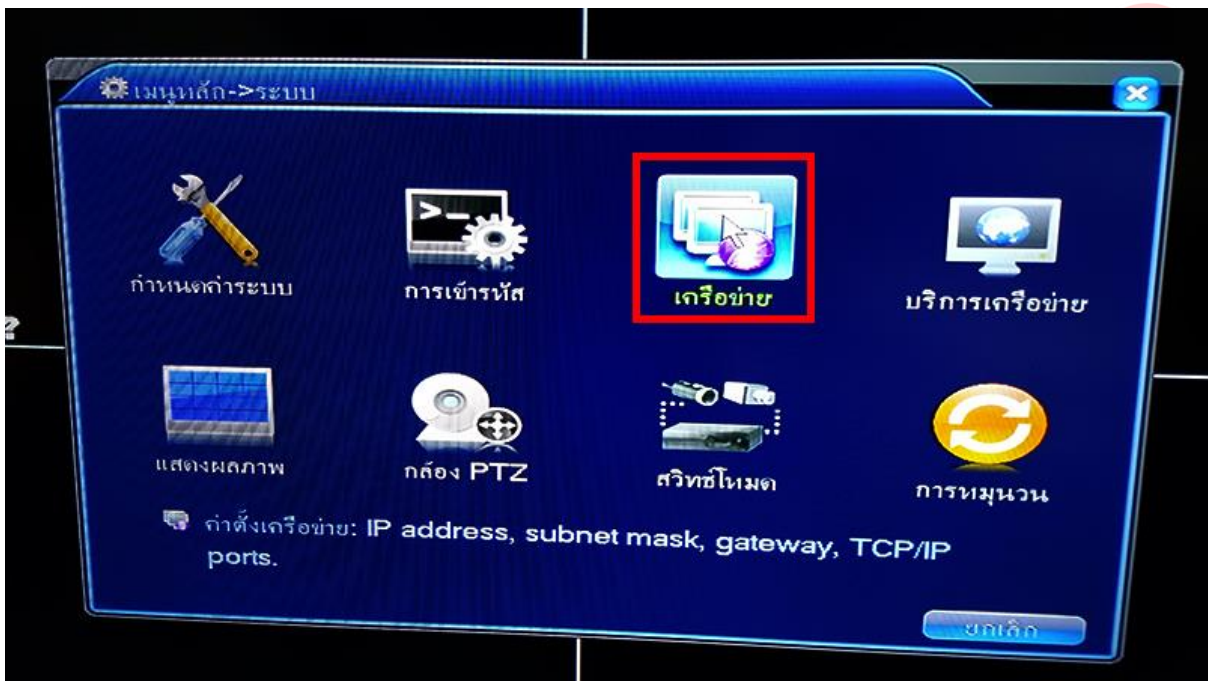 เมนูหลัก->ระบบ
กำหนดค่าระบบ
การเข้ารหัส
เครือข่าย
บริการเครือข่าย
แสดงผลภาพ
กล้อง PTZ
สวิทช์โหมด
การหมุนวน
ค่าตั้งเครือข่าย: IP address, subnet mask, gateway, TCP/IP
ports.
ยกเลิก